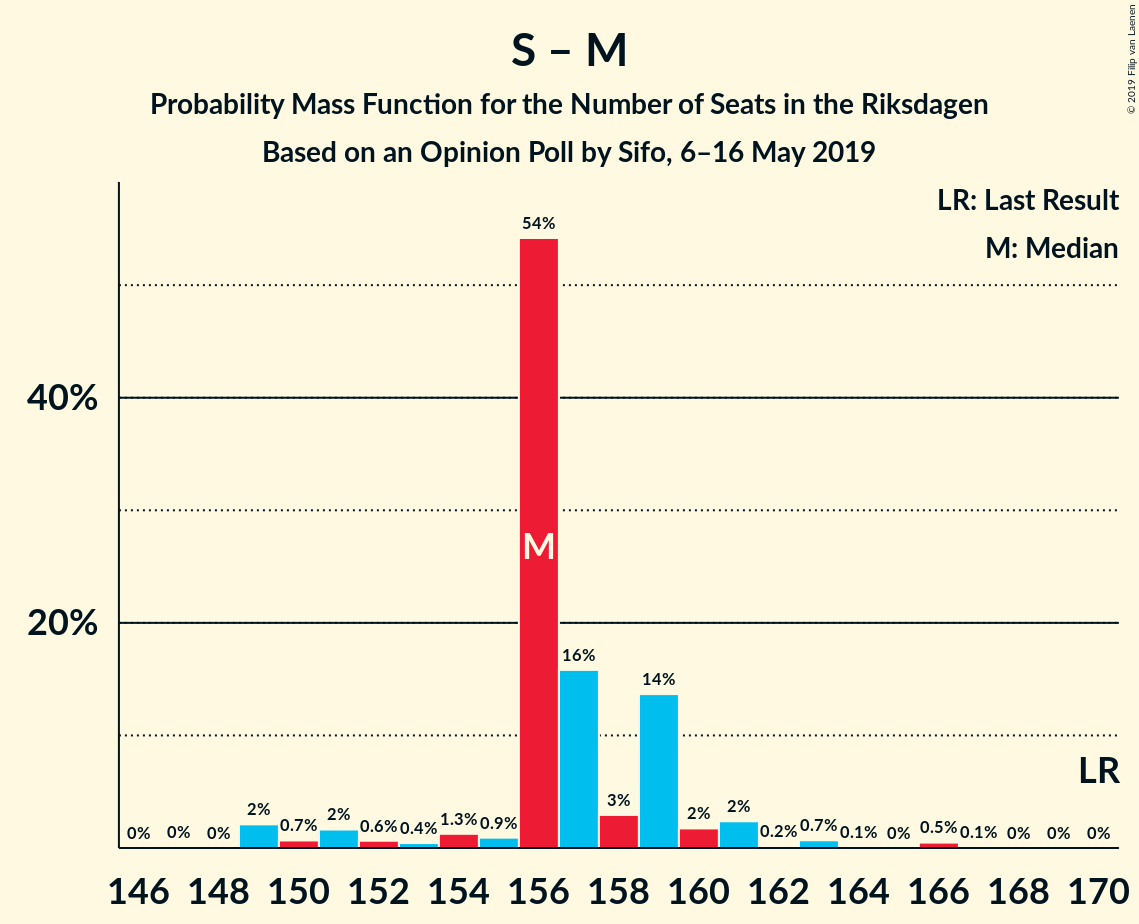 S – M
Probability Mass Function for the Number of Seats in the Riksdagen
Based on an Opinion Poll by Sifo, 6–16 May 2019
© 2019 Filip van Laenen
LR: Last Result
M: Median
54%
40%
M
20%
16%
14%
LR
0% 0% 0% 2% 0.7% 2% 0.6% 0.4% 1.3% 0.9% 3% 2% 2% 0.2% 0.7% 0.1% 0% 0.5% 0.1% 0% 0% 0%
146 148 150 152 154 156 158 160 162 164 166 168 170